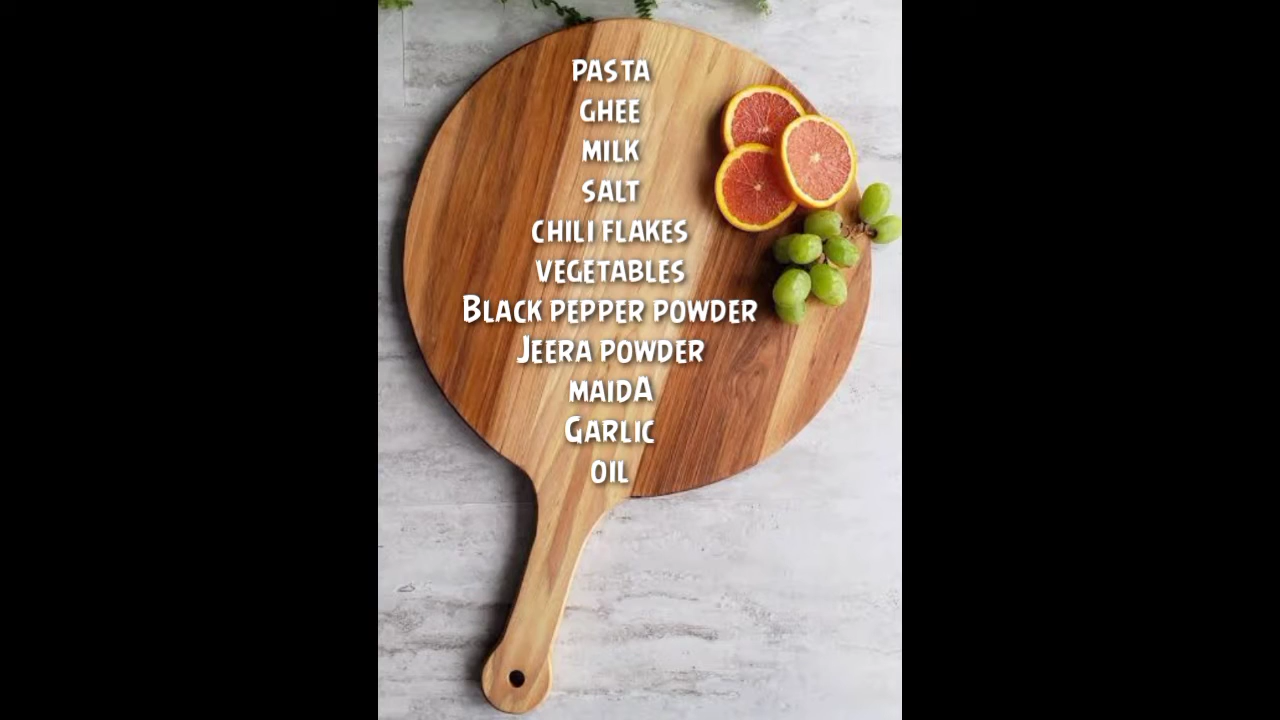 PASTA
GHEE
MILK
SALT
CHILI FLAKES
VEGETABLES
BLACK PEPPER POWDER
JEERA POWDER
MAIDA
GARLIC
OIL